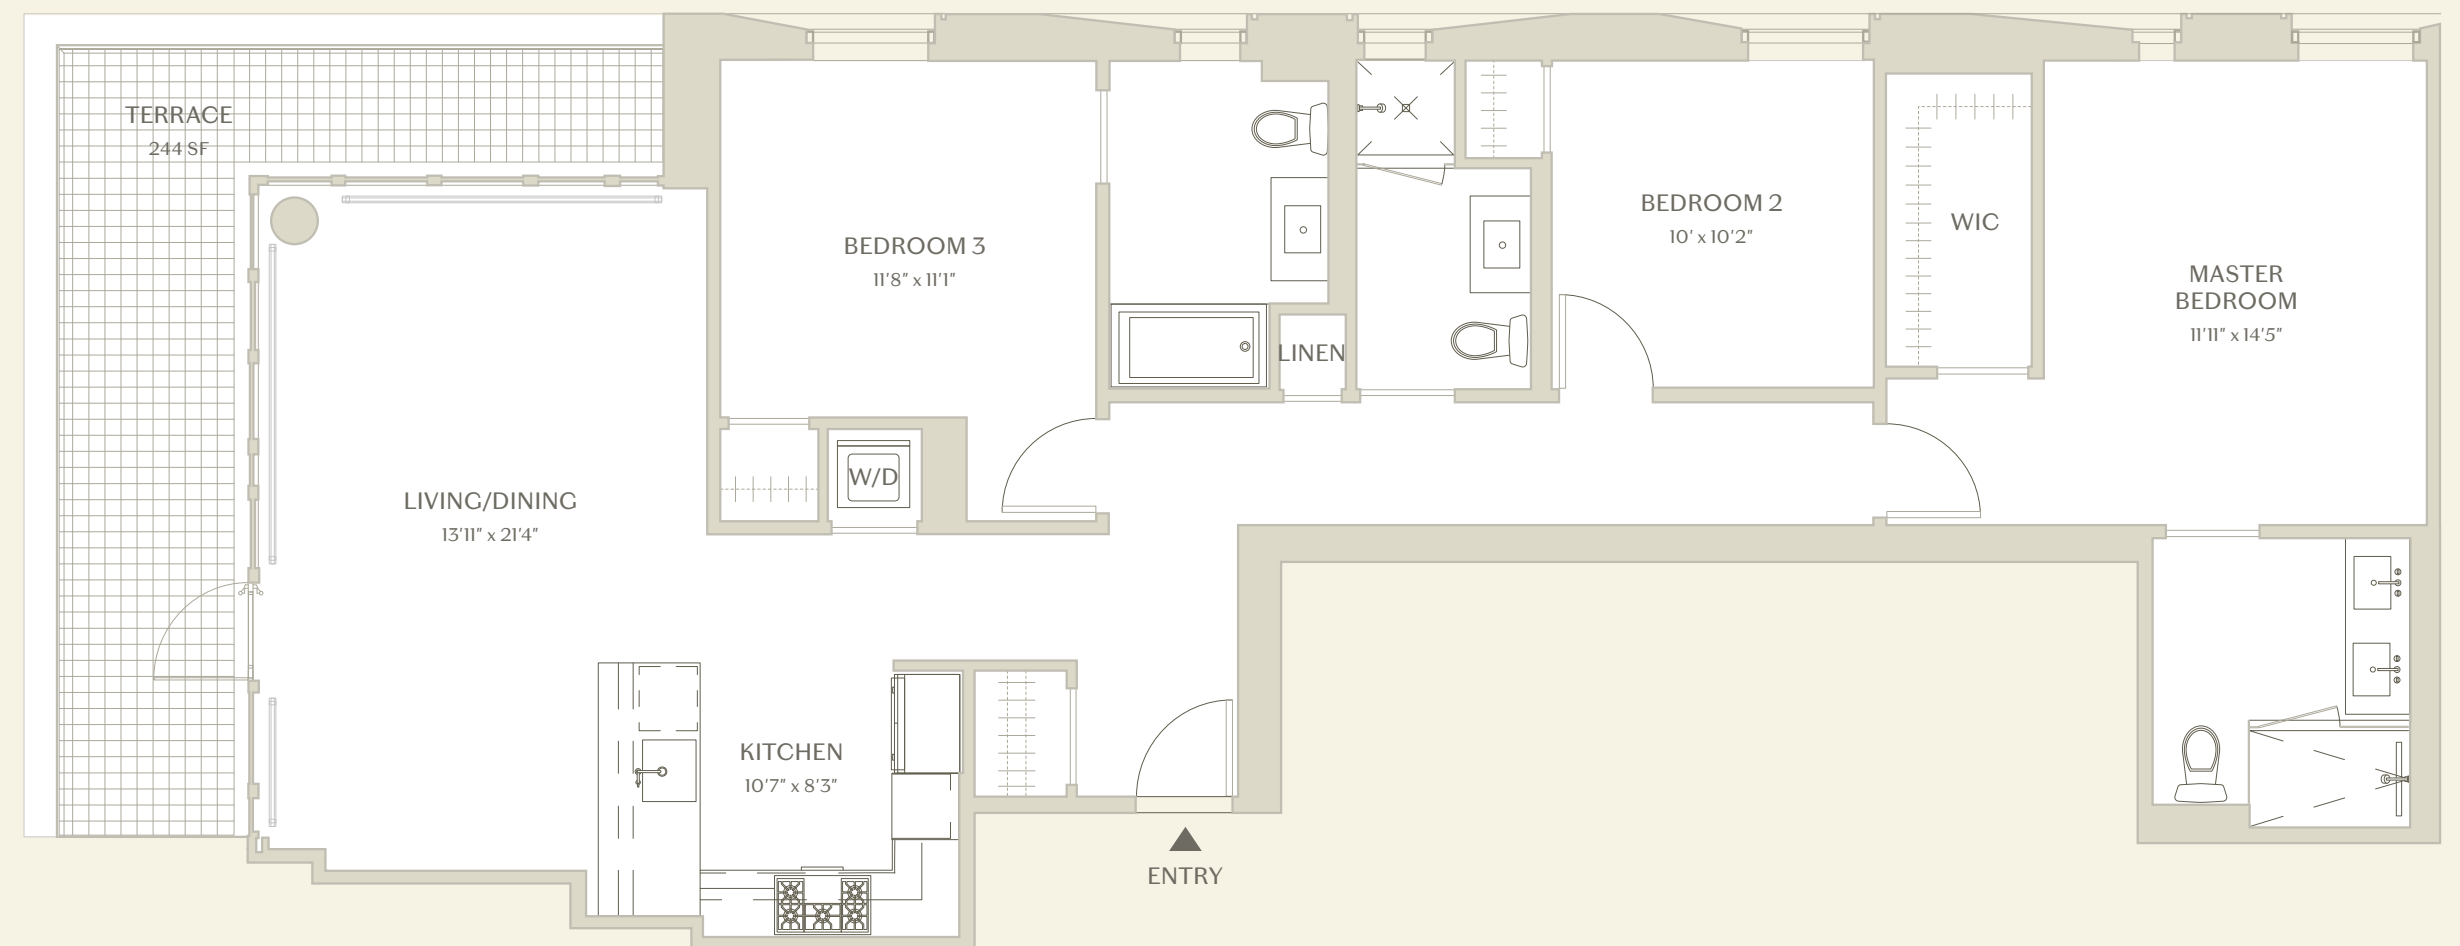 TERRACE
244 SF
LIVING/DINING
13'11" x 21'4"
BEDROOM 3
11'8" x 11'1"
W/D
KITCHEN
10'7" x 8'3"
LINEN
ENTRY
BEDROOM 2
10' x 10'2"
WIC
MASTER
BEDROOM
11'11" x 14'5"